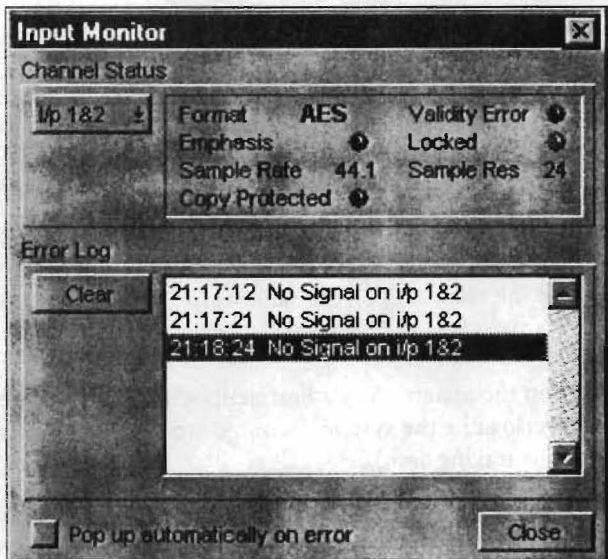 Input Monitor
Channel Status
I/p 1&2
Format AES Validity Error
Emphasis Locked
Sample Rate 44.1 Sample Res 24
Copy Protected
Error Log
Clear
21:17:12 No Signal on i/p 1&2
21:17:21 No Signal on i/p 1&2
21:18:24 No Signal on i/p 1&2
Pop up automatically on error
Close